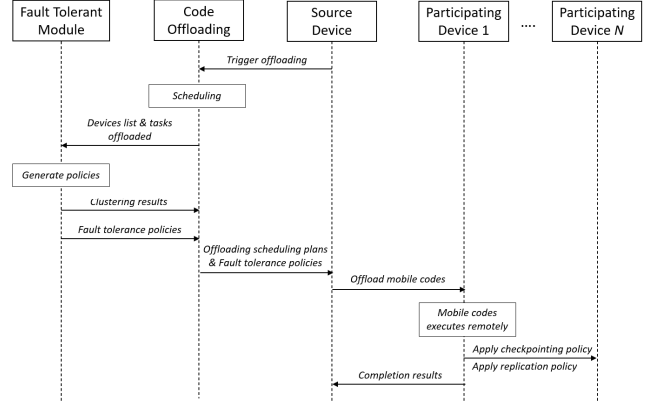 Fault Tolerant
Module
Code
Offloading
Source
Device
Participating
Device 1
....
Participating
Device N
Trigger offloading
Scheduling
Devices list & tasks
offloaded
Generate policies
Clustering results
Fault tolerance policies
Offloading scheduling plans
& Fault tolerance policies
Offload mobile codes
Mobile codes
executes remotely
Apply checkpointing policy
Apply replication policy
Completion results